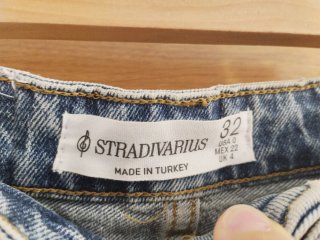 STRADIVARIUS
32
USA 0
MEX 22
UK 4
MADE IN TURKEY